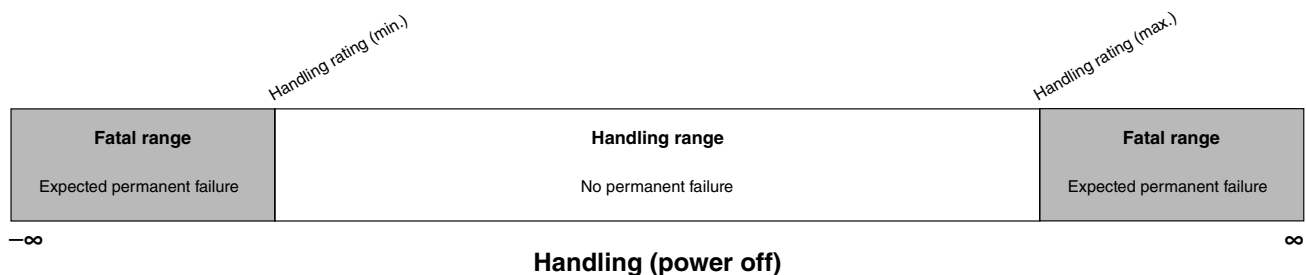 Handling rating (min.)
Handling rating (max.)
Fatal range
Handling range
Fatal range
Expected permanent failure
No permanent failure
Expected permanent failure
–∞
∞
Handling (power off)